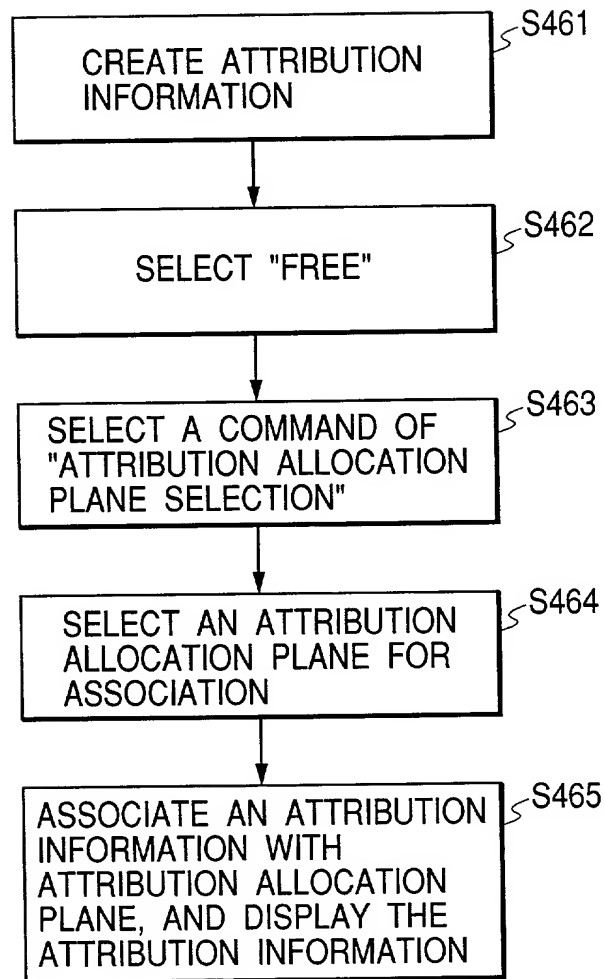 S461
CREATE ATTRIBUTION
INFORMATION
S462
SELECT "FREE"
S463
SELECT A COMMAND OF
"ATTRIBUTION ALLOCATION
PLANE SELECTION"
S464
SELECT AN ATTRIBUTION
ALLOCATION PLANE FOR
ASSOCIATION
S465
ASSOCIATE AN ATTRIBUTION
INFORMATION WITH
ATTRIBUTION ALLOCATION
PLANE, AND DISPLAY THE
ATTRIBUTION INFORMATION